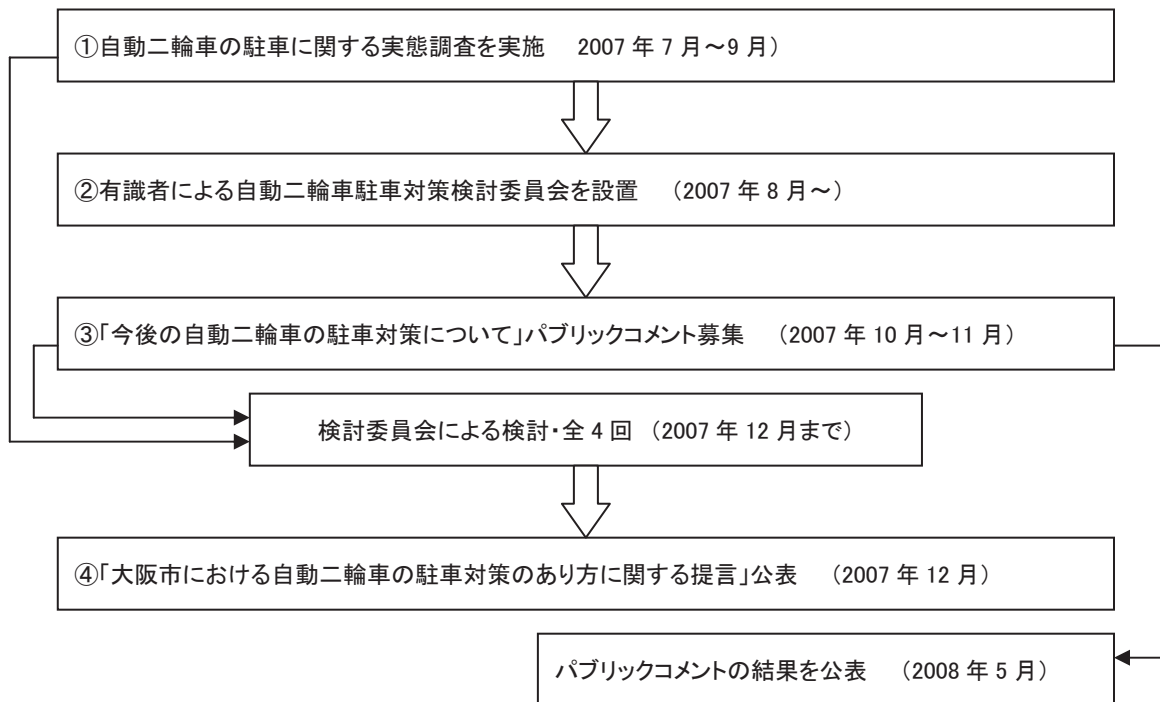 ①自動二輪車の駐車に関する実態調査を実施　2007 年 7 月～9 月）
②有識者による自動二輪車駐車対策検討委員会を設置　（2007 年 8 月～）
③「今後の自動二輪車の駐車対策について」パブリックコメント募集　（2007 年 10 月～11 月）
検討委員会による検討・全 4 回　（2007 年 12 月まで）
④「大阪市における自動二輪車の駐車対策のあり方に関する提言」公表　（2007 年 12 月）
パブリックコメントの結果を公表　（2008 年 5 月）